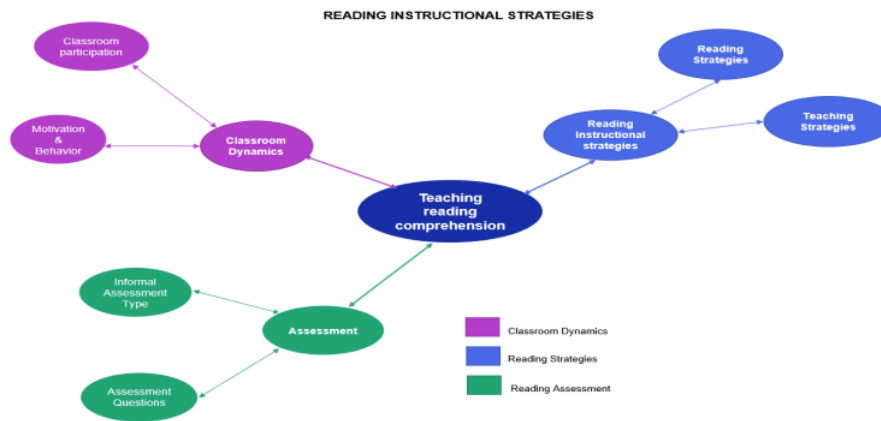 READING INSTRUCTIONAL STRATEGIES
Classroom
participation
Motivation
&
Behavior
Classroom
Dynamics
Reading
Strategies
Reading
Instructional
strategies
Teaching
Strategies
Teaching
reading
comprehension
Informal
Assessment
Type
Assessment
Assessment
Questions
Classroom Dynamics
Reading Strategies
Reading Assessment